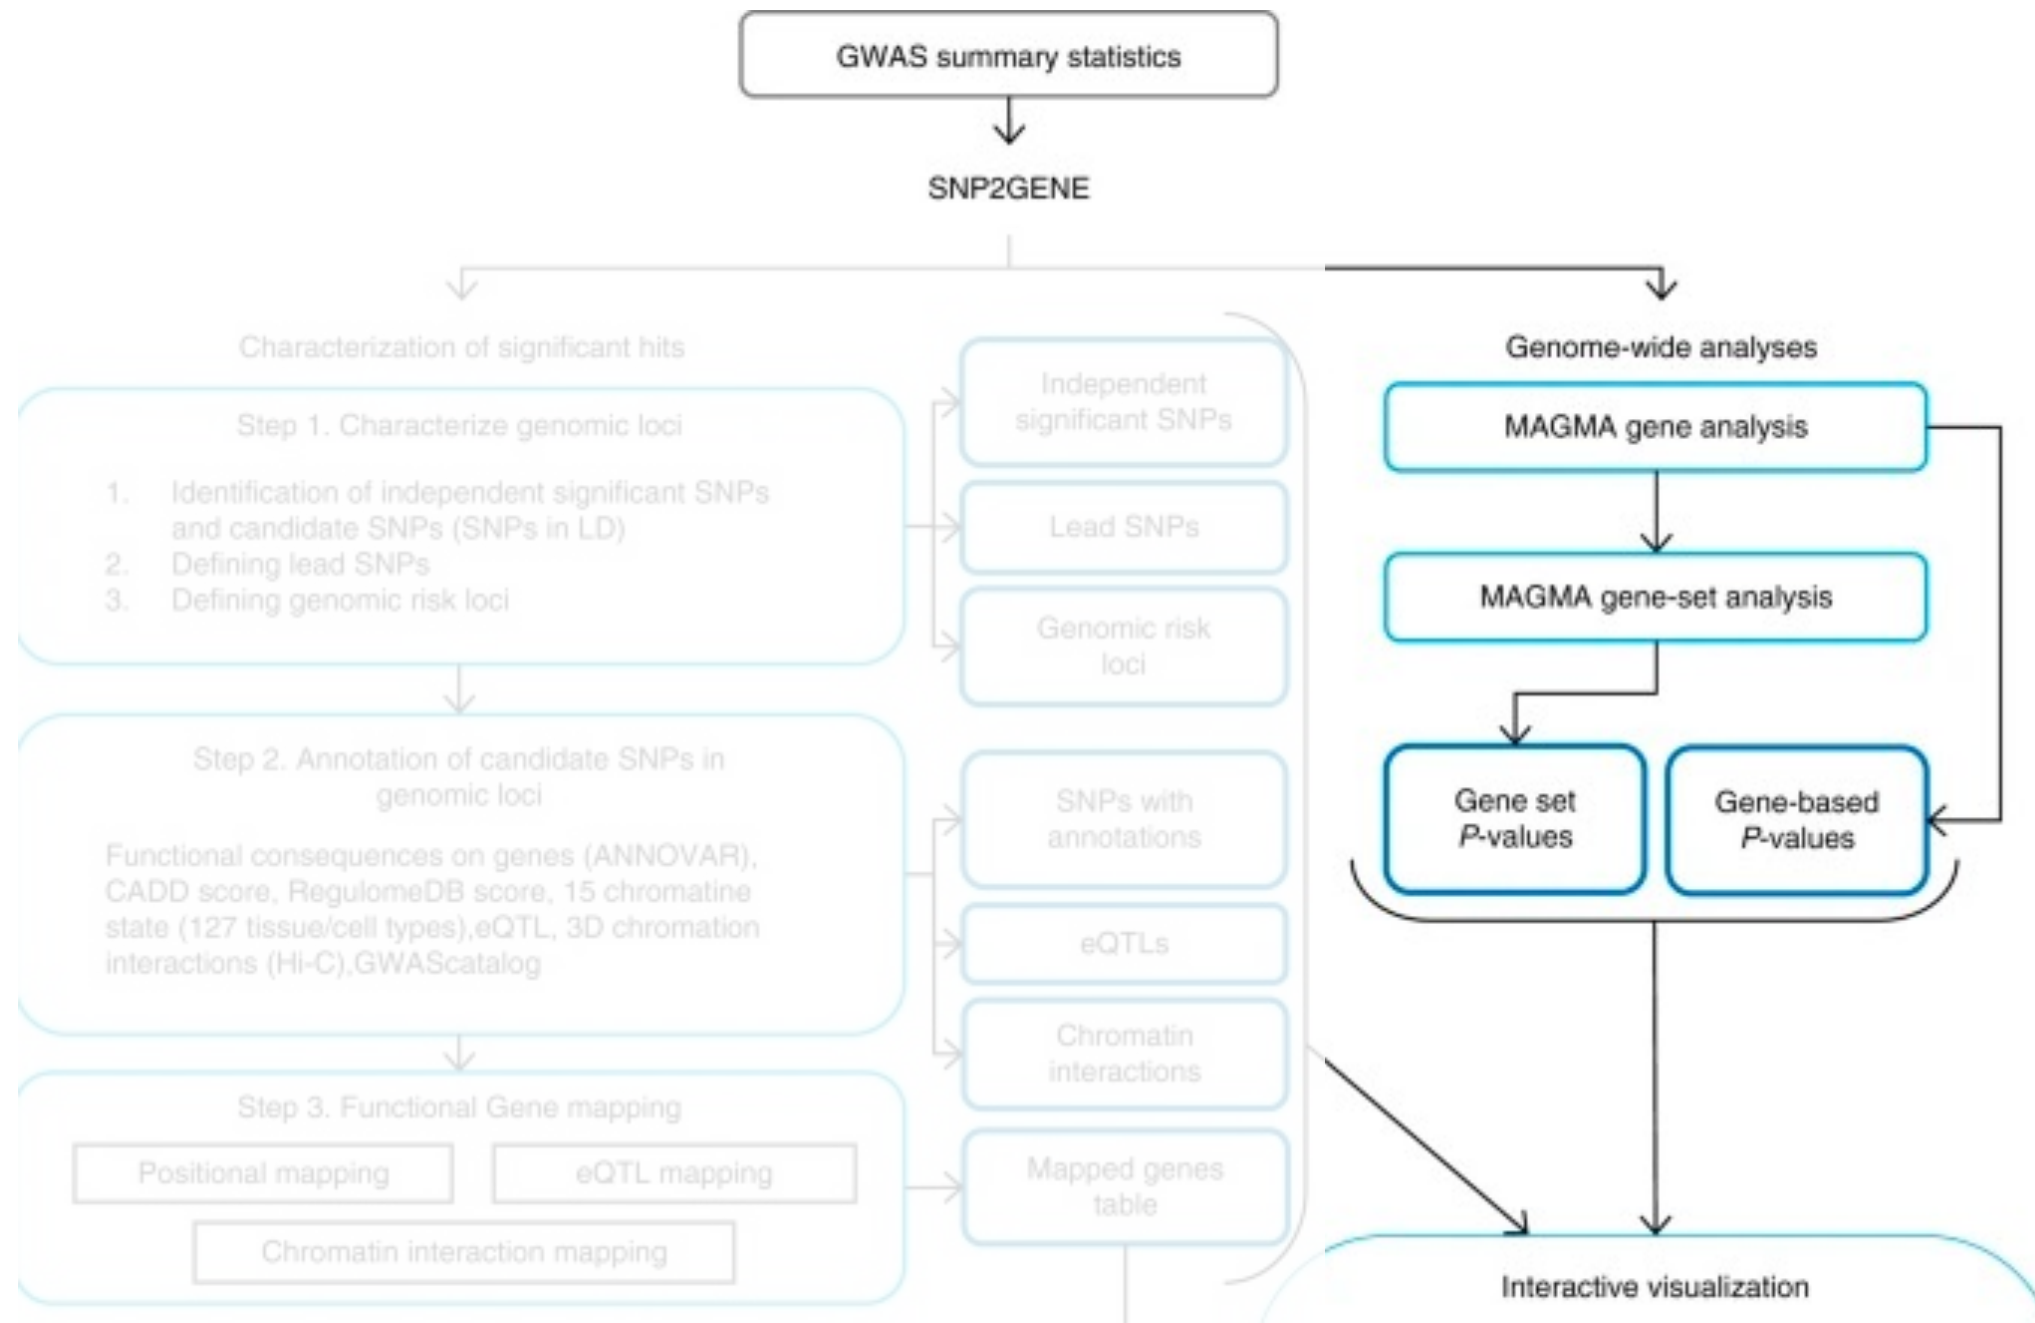 GWAS summary statistics
SNP2GENE
Characterization of significant hits
Step 1. Characterize genomic loci
1. Identification of independent significant SNPs
and candidate SNPs (SNPs in LD)
2. Defining lead SNPs
3. Defining genomic risk loci
Independent
significant SNPs
Lead SNPs
Genomic risk
loci
Step 2. Annotation of candidate SNPs in
genomic loci
Functional consequences on genes (ANNOVAR),
CADD score, RegulomeDB score, 15 chromatine
state (127 tissue/cell types),eQTL, 3D chromation
interactions (Hi-C),GWAScatalog
SNPs with
annotations
eQTLs
Chromatin
interactions
Step 3. Functional Gene mapping
Positional mapping
eQTL mapping
Chromatin interaction mapping
Mapped genes
table
Genome-wide analyses
MAGMA gene analysis
MAGMA gene-set analysis
Gene set
P-values
Gene-based
P-values
Interactive visualization